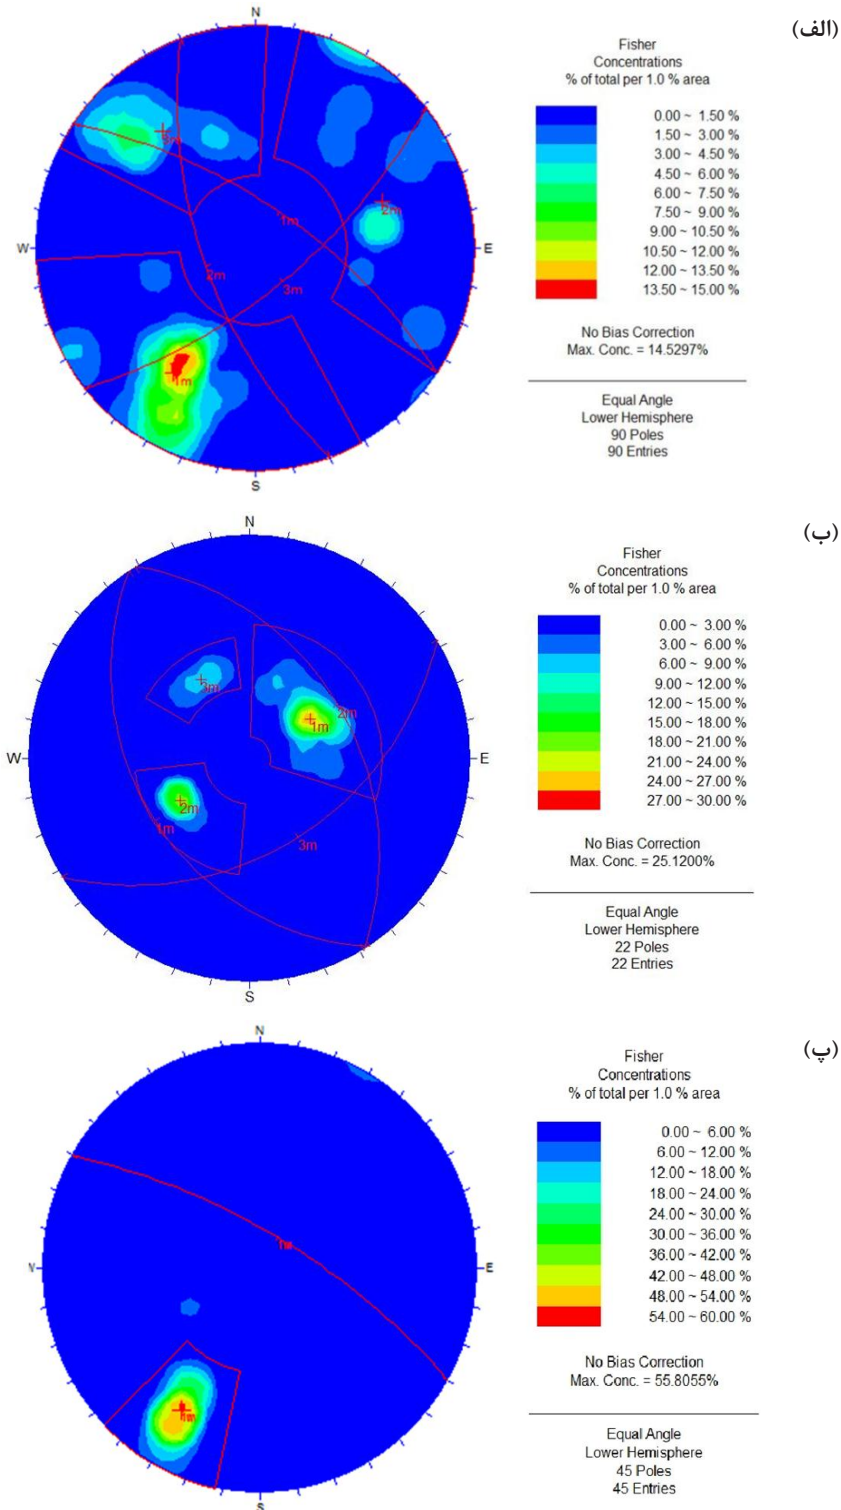 (الف)
N
W
E
S
1m
2m
3m
1m
2m
3m
Fisher
Concentrations
% of total per 1.0 % area
0.00 ~ 1.50 %
1.50 ~ 3.00 %
3.00 ~ 4.50 %
4.50 ~ 6.00 %
6.00 ~ 7.50 %
7.50 ~ 9.00 %
9.00 ~ 10.50 %
10.50 ~ 12.00 %
12.00 ~ 13.50 %
13.50 ~ 15.00 %
No Bias Correction
Max. Conc. = 14.5297%
Equal Angle
Lower Hemisphere
90 Poles
90 Entries
(ب)
N
W
E
S
3m
2m
1m
2m
1m
3m
Fisher
Concentrations
% of total per 1.0 % area
0.00 ~ 3.00 %
3.00 ~ 6.00 %
6.00 ~ 9.00 %
9.00 ~ 12.00 %
12.00 ~ 15.00 %
15.00 ~ 18.00 %
18.00 ~ 21.00 %
21.00 ~ 24.00 %
24.00 ~ 27.00 %
27.00 ~ 30.00 %
No Bias Correction
Max. Conc. = 25.1200%
Equal Angle
Lower Hemisphere
22 Poles
22 Entries
(پ)
N
W
E
S
1m
1m
Fisher
Concentrations
% of total per 1.0 % area
0.00 ~ 6.00 %
6.00 ~ 12.00 %
12.00 ~ 18.00 %
18.00 ~ 24.00 %
24.00 ~ 30.00 %
30.00 ~ 36.00 %
36.00 ~ 42.00 %
42.00 ~ 48.00 %
48.00 ~ 54.00 %
54.00 ~ 60.00 %
No Bias Correction
Max. Conc. = 55.8055%
Equal Angle
Lower Hemisphere
45 Poles
45 Entries